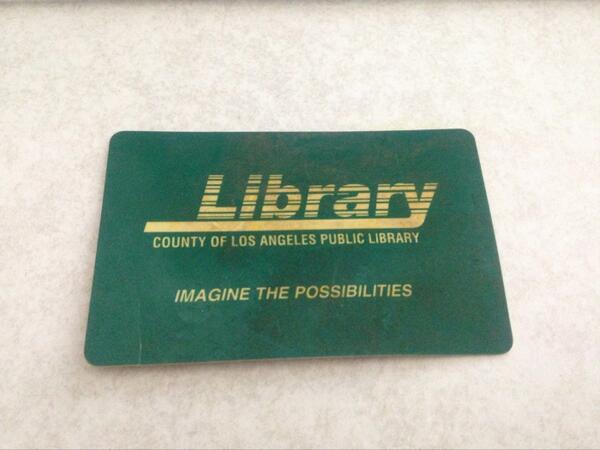 Library
COUNTY OF LOS ANGELES PUBLIC LIBRARY
IMAGINE THE POSSIBILITIES